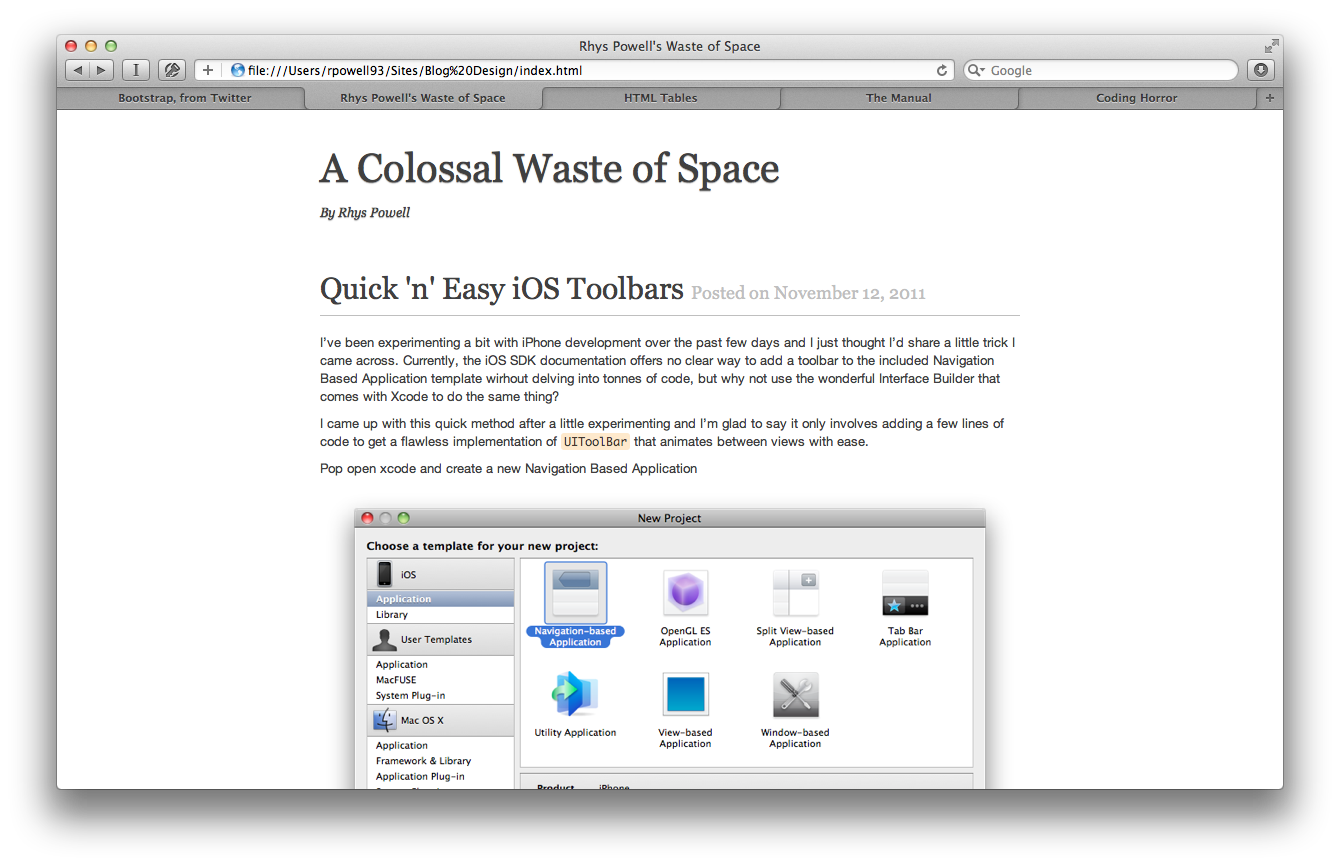 Rhys Powell's Waste of Space
file:///Users/rpowell93/Sites/Blog%20Design/index.html
Google
Bootstrap, from Twitter
Rhys Powell's Waste of Space
HTML Tables
The Manual
Coding Horror
A Colossal Waste of Space
By Rhys Powell
Quick 'n' Easy iOS Toolbars Posted on November 12, 2011
I've been experimenting a bit with iPhone development over the past few days and I just thought I'd share a little trick I
came across. Currently, the iOS SDK documentation offers no clear way to add a toolbar to the included Navigation
Based Application template wirhout delving into tonnes of code, but why not use the wonderful Interface Builder that
comes with Xcode to do the same thing?
I came up with this quick method after a little experimenting and I'm glad to say it only involves adding a few lines of
code to get a flawless implementation of UIToolBar that animates between views with ease.
Pop open xcode and create a new Navigation Based Application
New Project
Choose a template for your new project:
iOS
Application
Library
User Templates
Application
MacFUSE
System Plug-in
Mac OS X
Application
Framework & Library
Application Plug-in
Navigation-based
Application
OpenGL ES
Application
Split View-based
Application
Tab Bar
Application
Utility Application
View-based
Application
Window-based
Application
Product iPhone